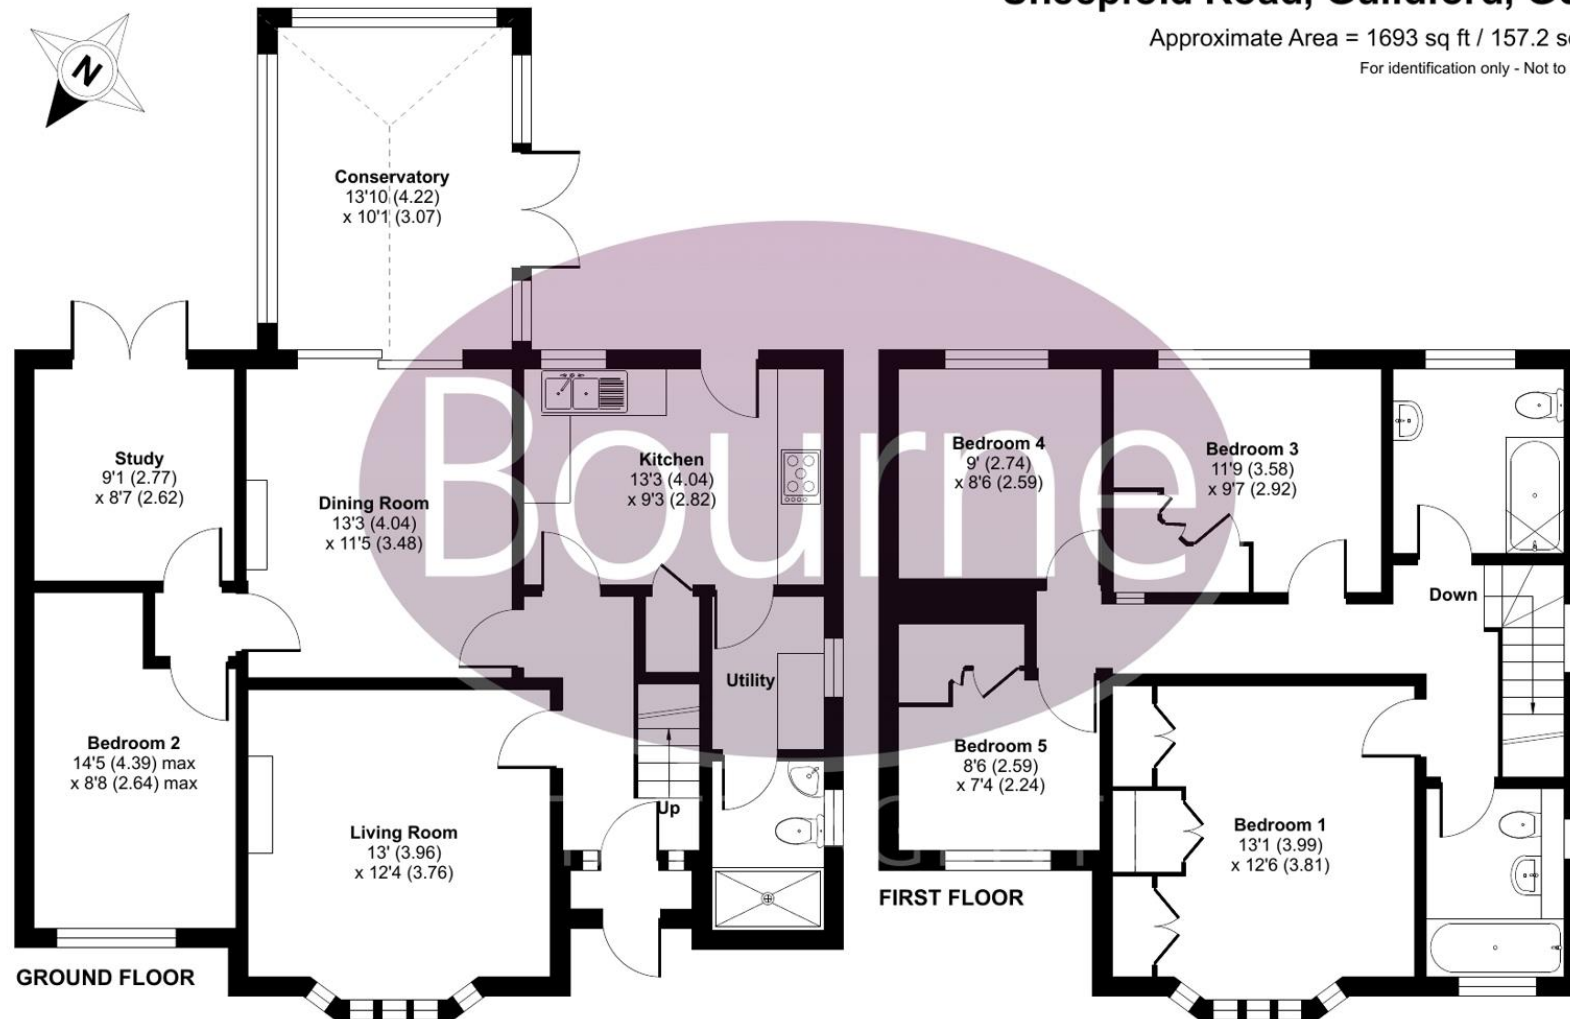 Approximate Area = 1693 sq ft / 157.2
For identification only - Not to
N
Conservatory
13'10 (4.22)
x 10'1 (3.07)
Study
9'1 (2.77)
x 8'7 (2.62)
Dining Room
13'3 (4.04)
x 11'5 (3.48)
Kitchen
13'3 (4.04)
x 9'3 (2.82)
Bedroom 4
9' (2.74)
x 8'6 (2.59)
Bedroom 3
11'9 (3.58)
x 9'7 (2.92)
Bourne
Down
Utility
Bedroom 2
14'5 (4.39) max
x 8'8 (2.64) max
Living Room
13' (3.96)
x 12'4 (3.76)
Up
Bedroom 5
8'6 (2.59)
x 7'4 (2.24)
Bedroom 1
13'1 (3.99)
x 12'6 (3.81)
GROUND FLOOR
FIRST FLOOR